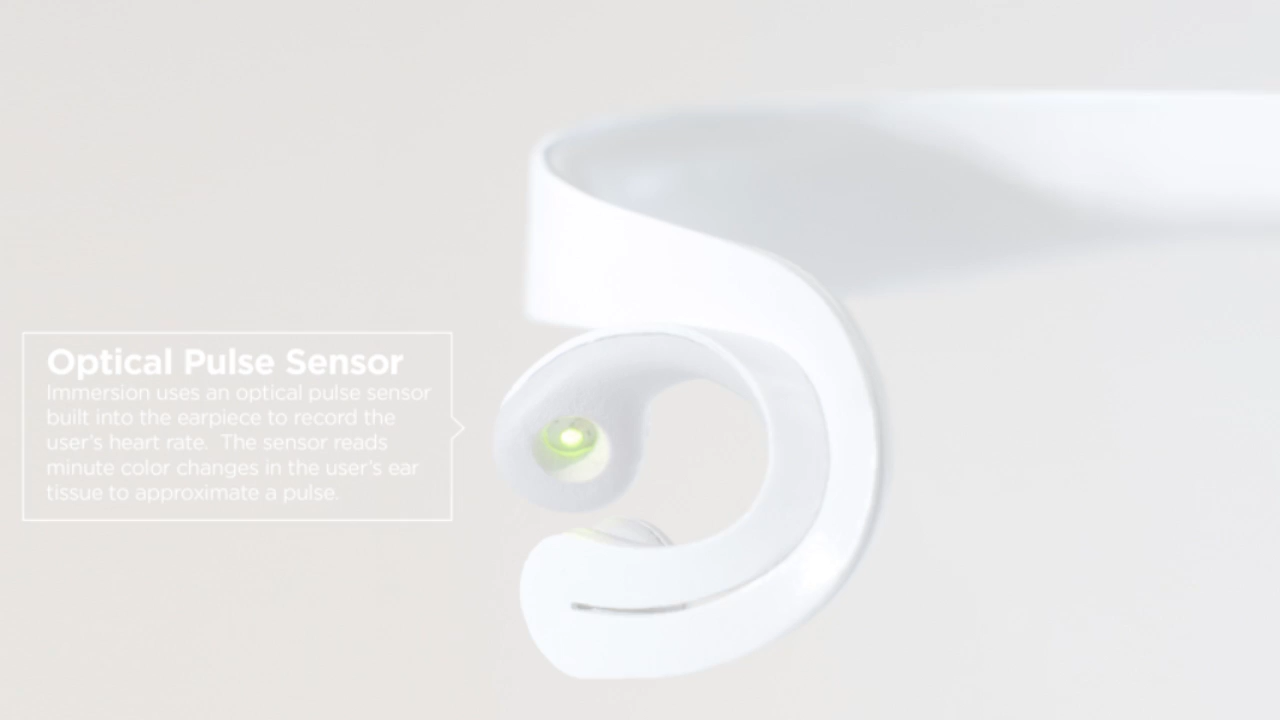 Optical Pulse Sensor
Immersion uses an optical pulse sensor
built into the earpiece to record the
user's heart rate.  The sensor reads
minute color changes in the user's ear
tissue to approximate a pulse.